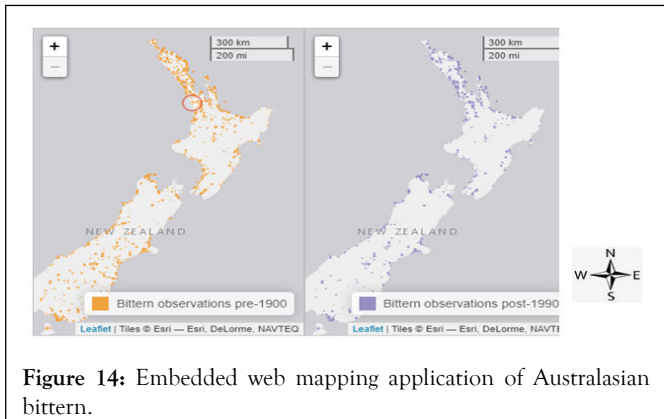 +
−
300 km
200 mi
NEW ZEALAND
Bittern observations pre-1900
Leaflet | Tiles © Esri — Esri, DeLorme, NAVTEQ
+
−
300 km
200 mi
NEW ZEALAND
Bittern observations post-1990
Leaflet | Tiles © Esri — Esri, DeLorme, NAVTE
N
W E
S
Figure 14: Embedded web mapping application of Australasian
bittern.